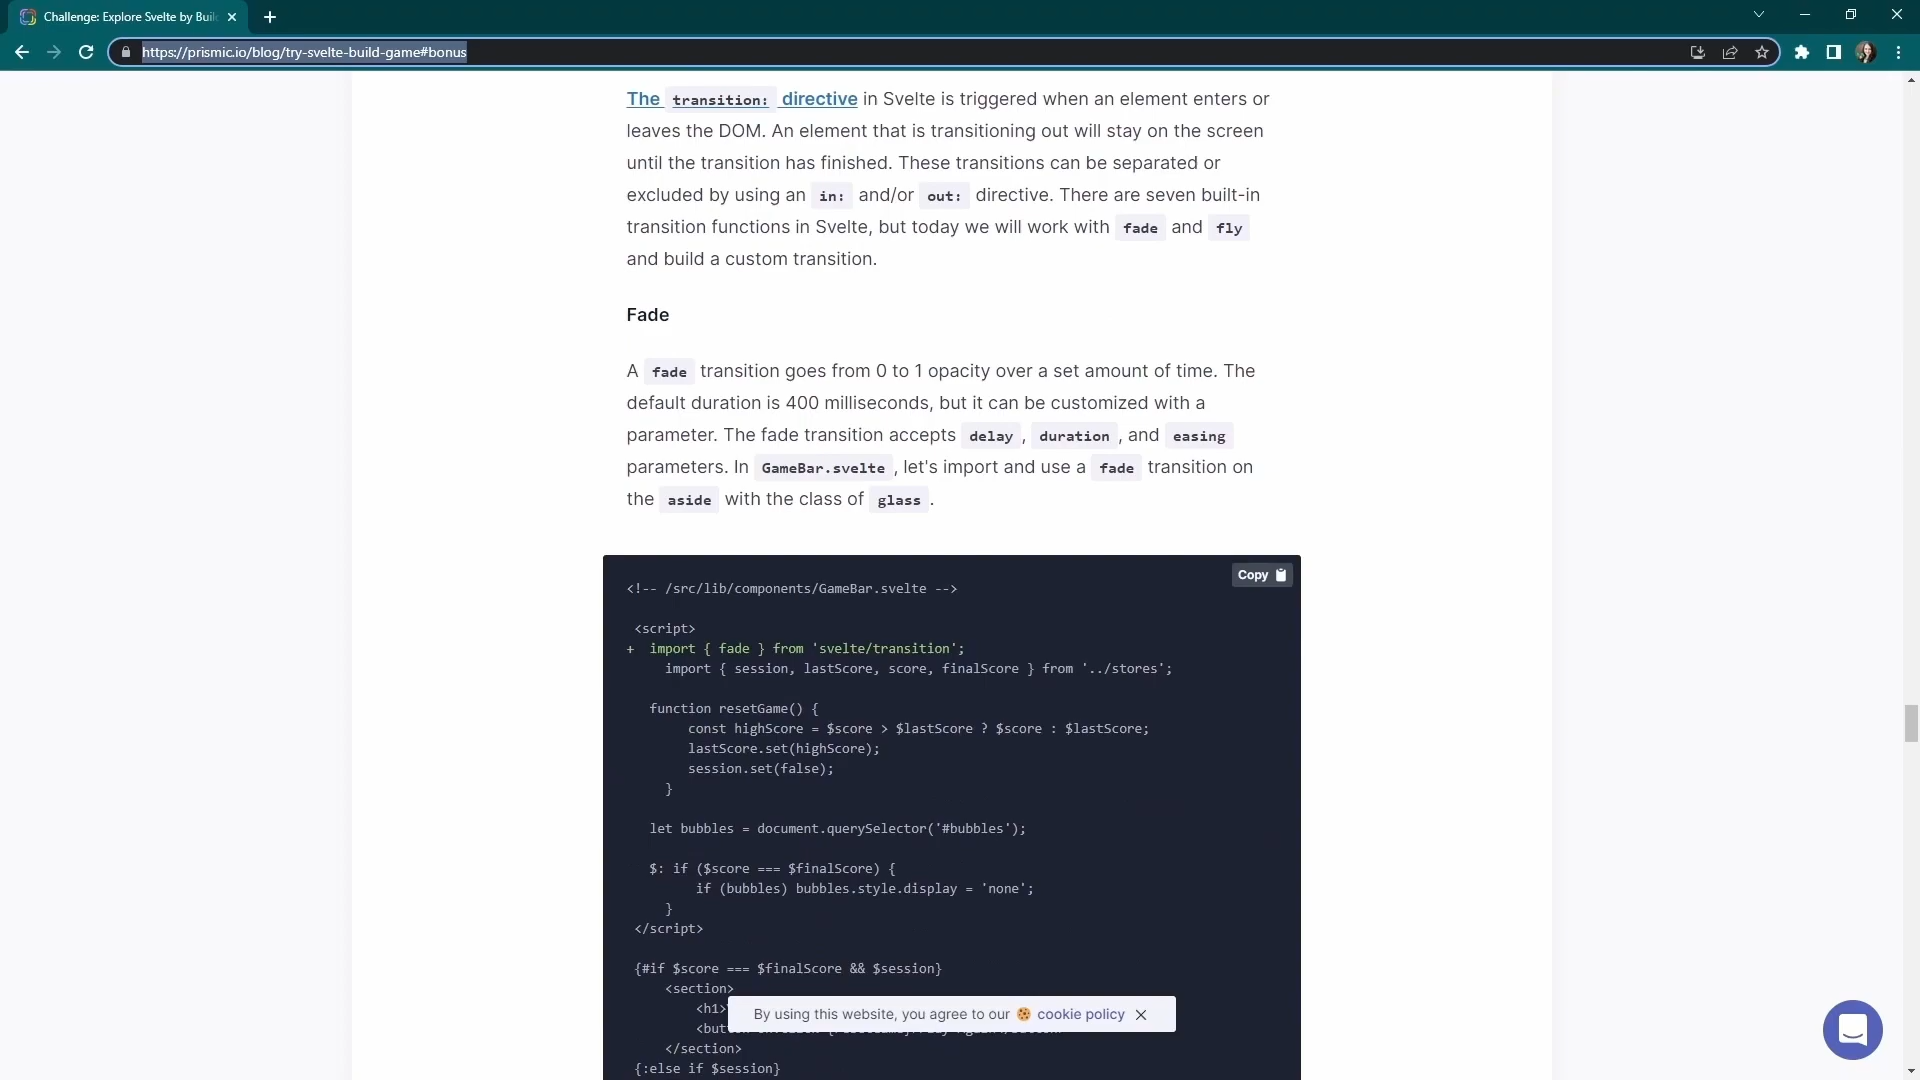 Challenge: Explore Svelte by Buil
https://prismic.io/blog/try-svelte-build-game#bonus
The transition: directive in Svelte is triggered when an element enters or
leaves the DOM. An element that is transitioning out will stay on the screen
until the transition has finished. These transitions can be separated or
excluded by using an in: and/or out: directive. There are seven built-in
transition functions in Svelte, but today we will work with fade and fly
and build a custom transition.
Fade
A fade transition goes from 0 to 1 opacity over a set amount of time. The
default duration is 400 milliseconds, but it can be customized with a
parameter. The fade transition accepts delay , duration , and easing
parameters. In GameBar.svelte , let's import and use a fade transition on
the aside with the class of glass .
Copy
<!-- /src/lib/components/GameBar.svelte -->
<script>
+ import { fade } from 'svelte/transition';
import { session, lastScore, score, finalScore } from '../stores';
function resetGame() {
const highScore = $score > $lastScore ? $score : $lastScore;
lastScore.set(highScore);
session.set(false);
}
let bubbles = document.querySelector('#bubbles');
$: if ($score === $finalScore) {
if (bubbles) bubbles.style.display = 'none';
}
</script>
{#if $score === $finalScore && $session}
<section>
<h1>
<but
By using this website, you agree to our 🍪 cookie policy
</section>
{:else if $session}